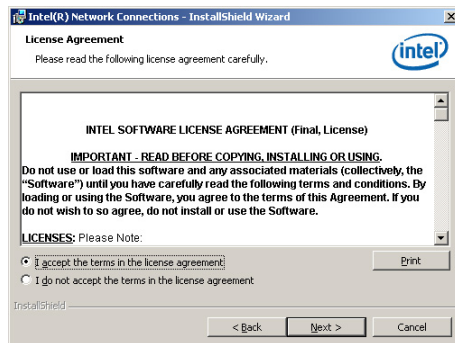 Intel(R) Network Connections - InstallShield Wizard
License Agreement
Please read the following license agreement carefully.
intel
INTEL SOFTWARE LICENSE AGREEMENT (Final, License)
IMPORTANT - READ BEFORE COPYING, INSTALLING OR USING.
Do not use or load this software and any associated materials (collectively, the
“Software”) until you have carefully read the following terms and conditions. By
loading or using the Software, you agree to the terms of this Agreement. If you
do not wish to so agree, do not install or use the Software.
LICENSES: Please Note:
I accept the terms in the license agreement
Print
I do not accept the terms in the license agreement
InstallShield
< Back
Next >
Cancel